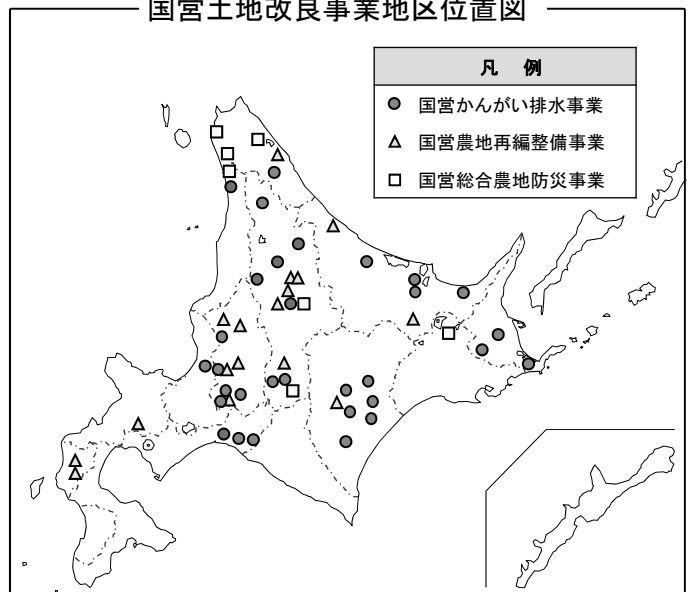 国営土地改良事業地区位置図
凡 例
国営かんがい排水事業
国営農地再編整備事業
国営総合農地防災事業